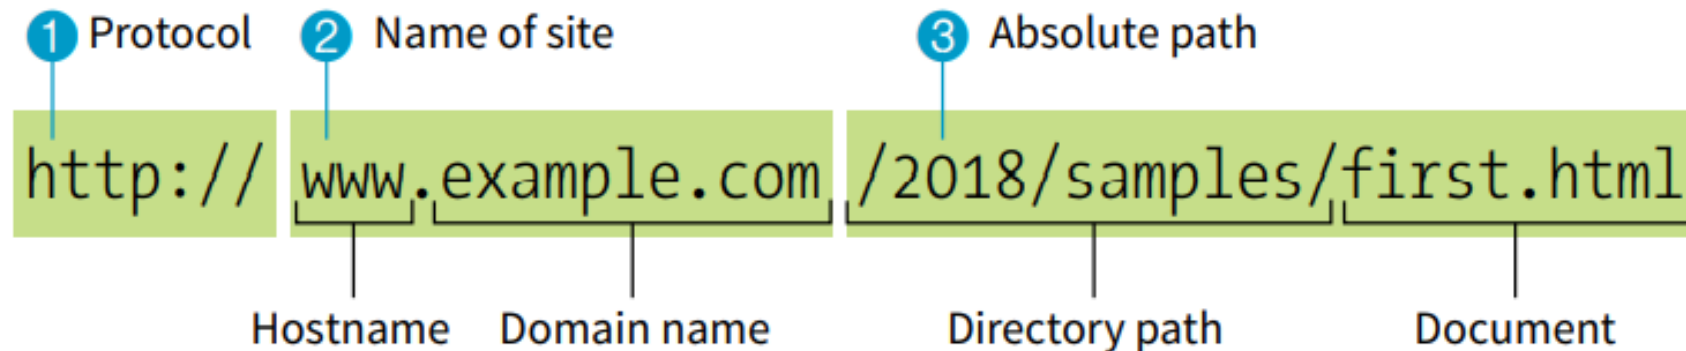 1 Protocol 2 Name of site 3 Absolute path
http:// www.example.com /2018/samples/first.html
Hostname Domain name Directory path Document